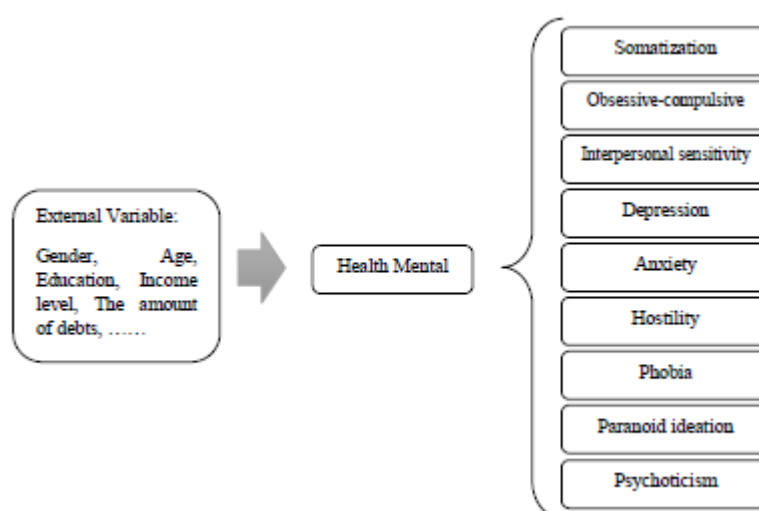 External Variable:
Gender, Age,
Education, Income
level, The amount
of debts, ......
Health Mental
Somatization
Obsessive-compulsive
Interpersonal sensitivity
Depression
Anxiety
Hostility
Phobia
Paranoid ideation
Psychoticism